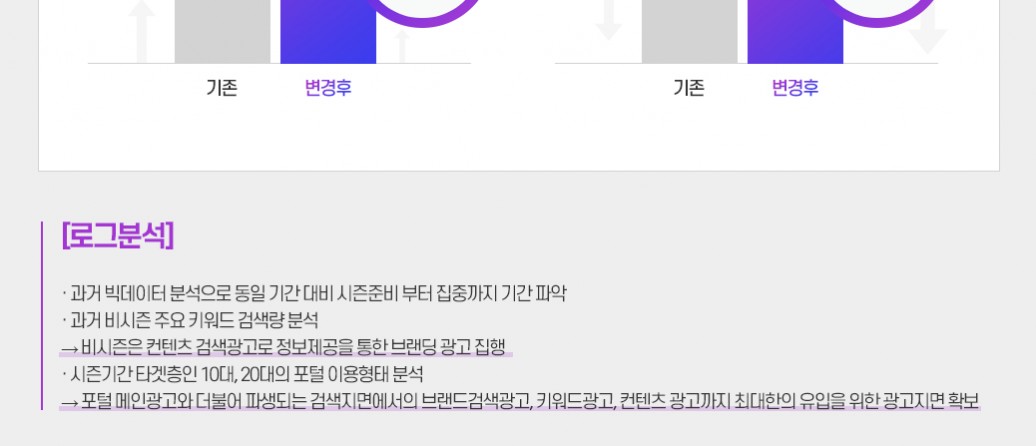 기존 변경후 기존 변경후
[로그분석]
· 과거 빅데이터 분석으로 동일 기간 대비 시즌준비 부터 집중까지 기간 파악
· 과거 비시즌 주요 키워드 검색량 분석
→ 비시즌은 컨텐츠 검색광고로 정보제공을 통한 브랜딩 광고 집행
· 시즌기간 타겟층인 10대, 20대의 포털 이용형태 분석
→ 포털 메인광고와 더불어 파생되는 검색지면에서의 브랜드검색광고, 키워드광고, 컨텐츠 광고까지 최대한의 유입을 위한 광고지면 확보